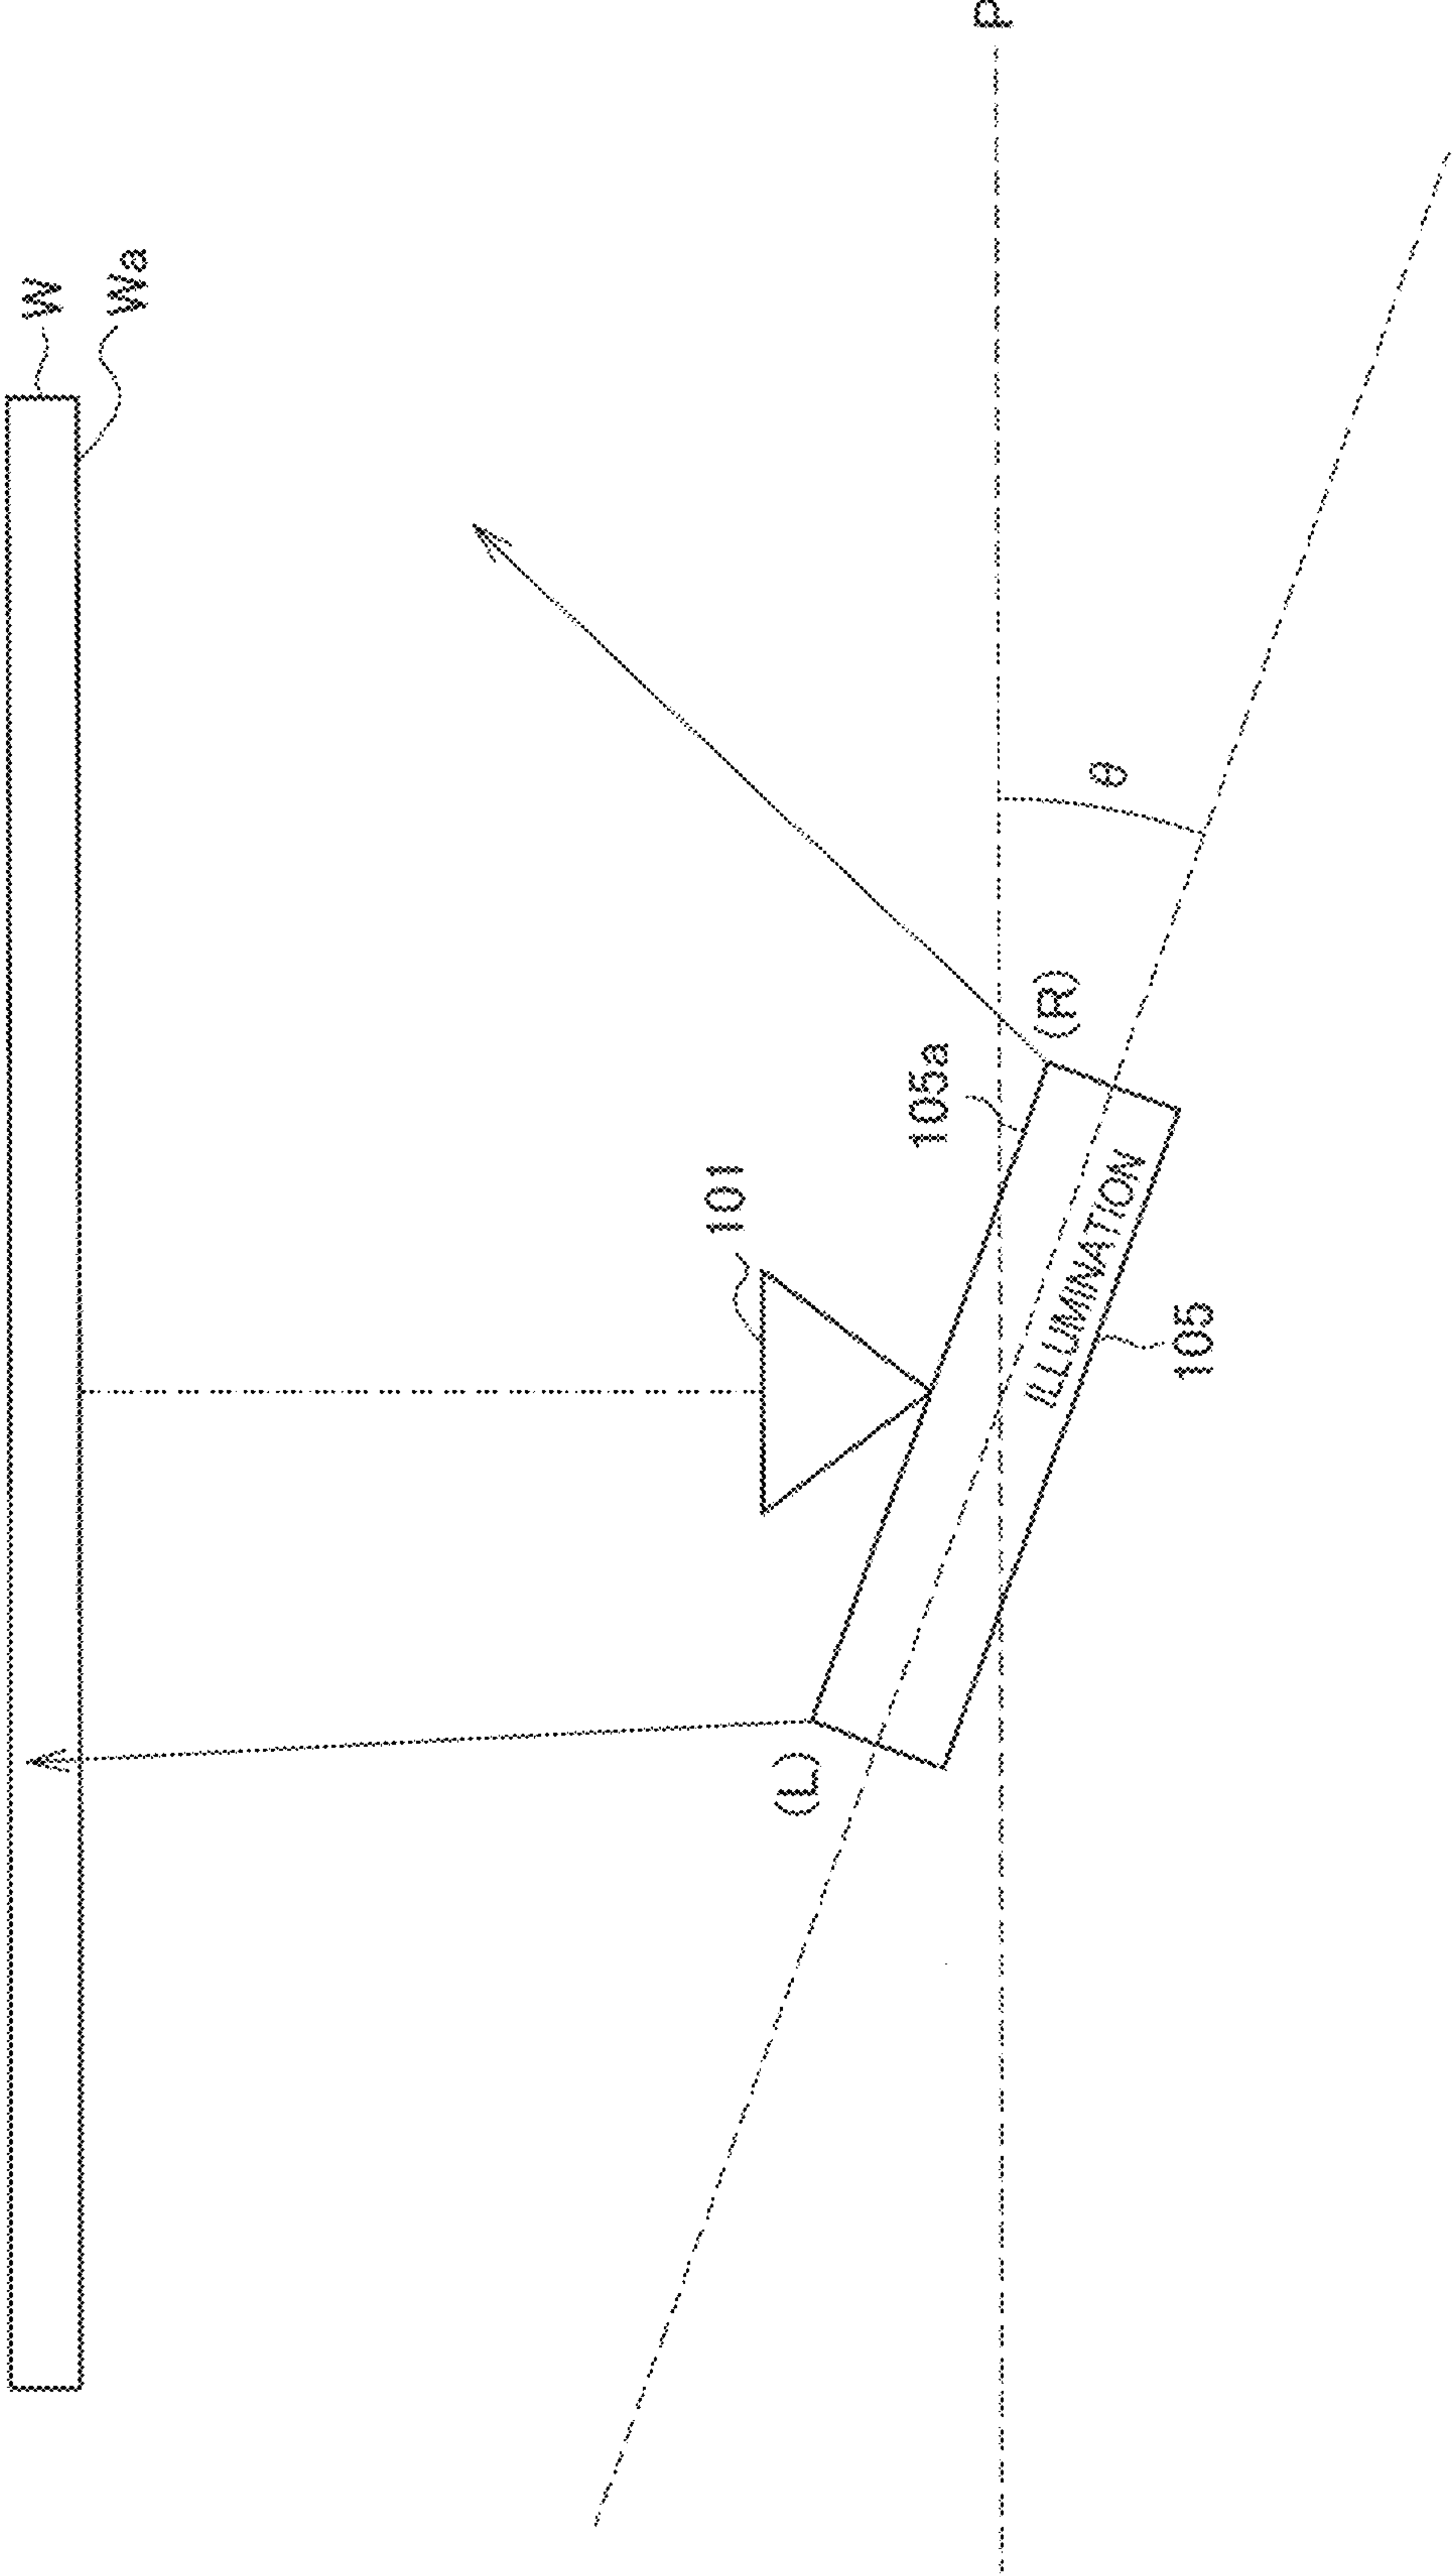 W
Wa
P
θ
(R)
105a
101
ILLUMINATION
105
(L)